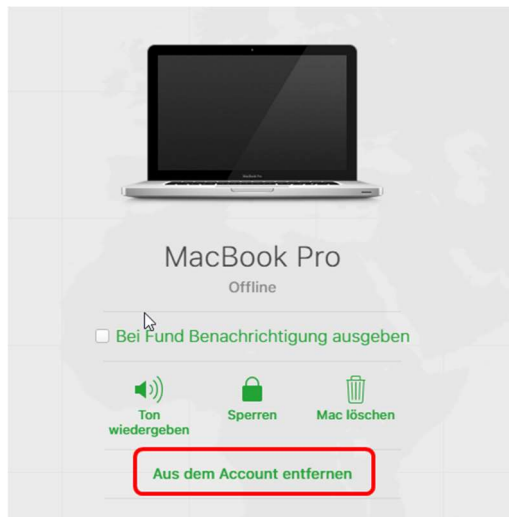 MacBook Pro
Offline
Bei Fund Benachrichtigung ausgeben
Ton
wiedergeben
Sperren
Mac löschen
Aus dem Account entfernen